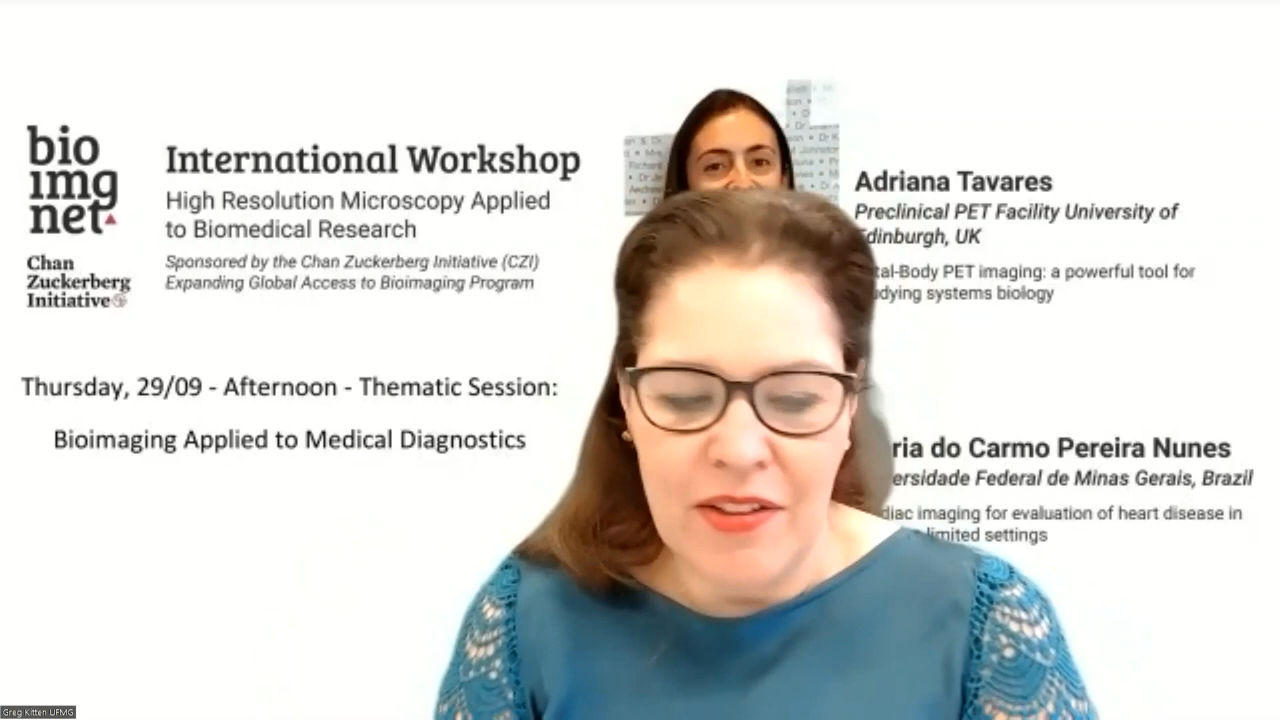 bio
img
net
Chan
Zuckerberg
Initiative
International Workshop
High Resolution Microscopy Applied
to Biomedical Research
Sponsored by the Chan Zuckerberg Initiative (CZI)
Expanding Global Access to Bioimaging Program
Thursday, 29/09 - Afternoon - Thematic Session:
Bioimaging Applied to Medical Diagnostics
Adriana Tavares
Preclinical PET Facility University of
Edinburgh, UK
tal-Body PET imaging: a powerful tool for
udying systems biology
ria do Carmo Pereira Nunes
ersidade Federal de Minas Gerais, Brazil
diac imaging for evaluation of heart disease in
limited settings
Greg Kitten UFMG